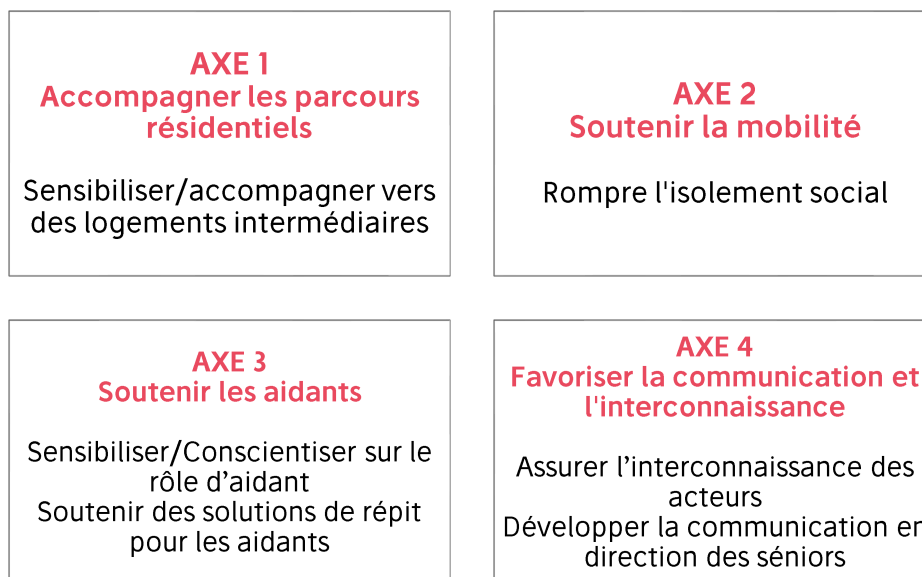 AXE 1
Accompagner les parcours
résidentiels
Sensibiliser/accompagner vers
des logements intermédiaires
AXE 2
Soutenir la mobilité
Rompre l'isolement social
AXE 3
Soutenir les aidants
Sensibiliser/Conscientiser sur le
rôle d’aidant
Soutenir des solutions de répit
pour les aidants
AXE 4
Favoriser la communication et
l'interconnaissance
Assurer l’interconnaissance des
acteurs
Développer la communication en
direction des séniors